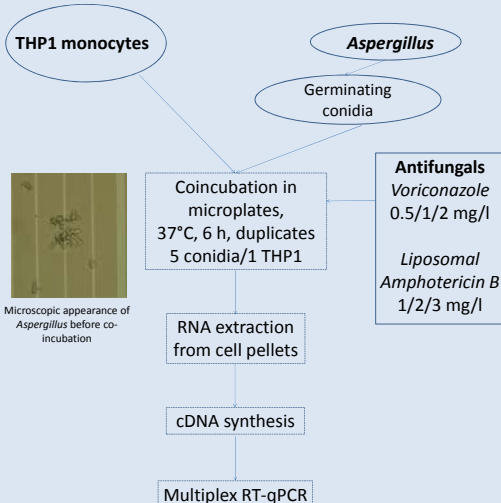 THP1 monocytes
Aspergillus
Germinating
conidia
Coincubation in
microplates,
37°C, 6 h, duplicates
5 conidia/1 THP1
Antifungals
Voriconazole
0.5/1/2 mg/l
Liposomal
Amphotericin B
1/2/3 mg/l
Microscopic appearance of
Aspergillus before co-
incubation
RNA extraction
from cell pellets
cDNA synthesis
Multiplex RT-qPCR